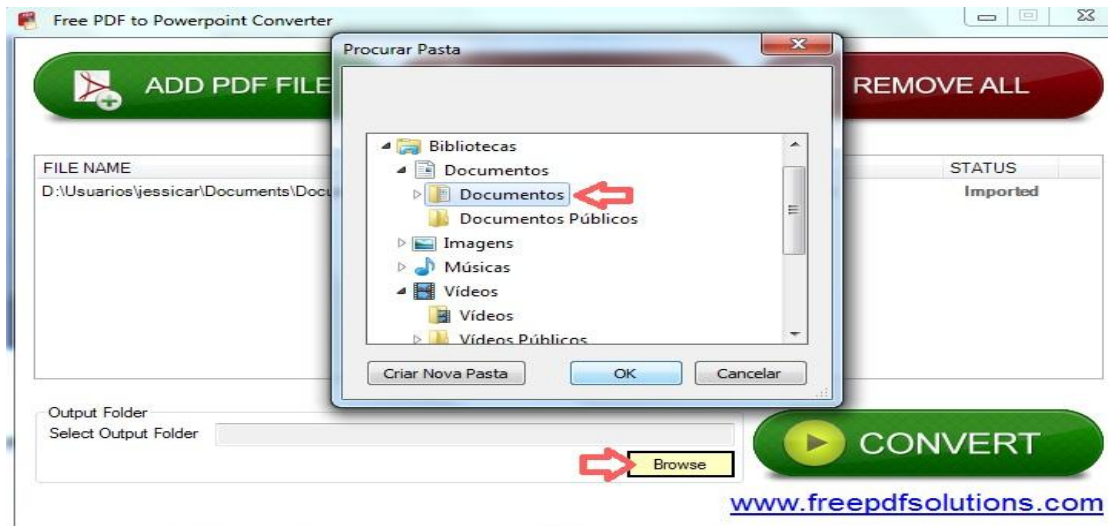 Free PDF to Powerpoint Converter
Procurar Pasta
ADD PDF FILE
REMOVE ALL
FILE NAME
STATUS
D:\Usuarios\jessicar\Documents\Docu
Imported
Bibliotecas
Documentos
Documentos
Documentos Públicos
Imagens
Músicas
Vídeos
Vídeos
Vídeos Públicos
Criar Nova Pasta
OK
Cancelar
Output Folder
Select Output Folder
Browse
CONVERT
www.freepdfsolutions.com